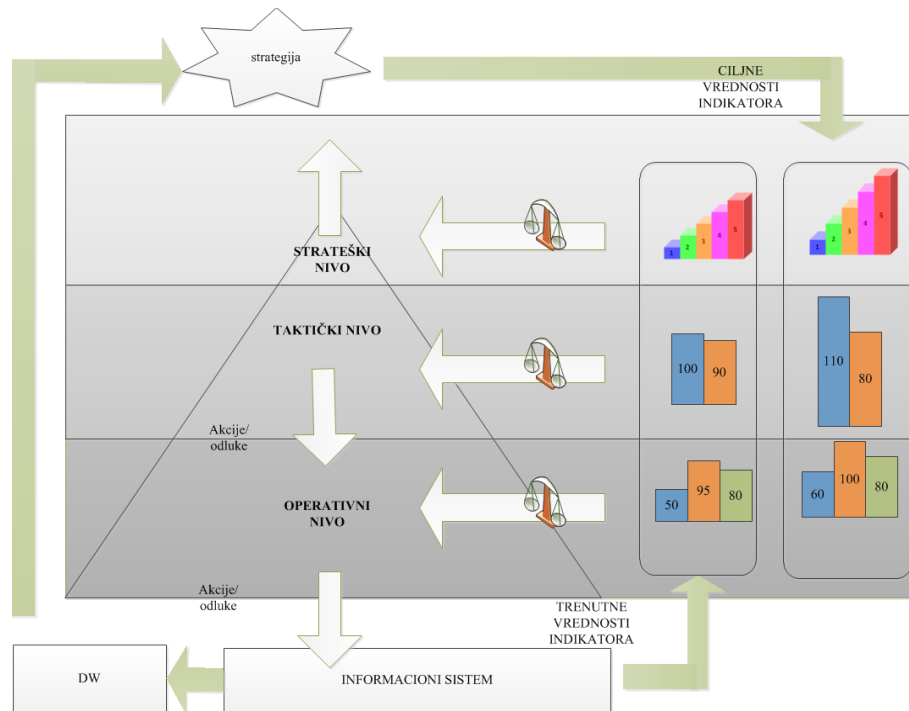 strategija
CILJNE
VREDNOSTI
INDIKATORA
1
2
3
4
5
1
2
3
4
5
STRATEŠKI
NIVO
TAKTIČKI NIVO
100
90
110
80
Akcije/
odluke
OPERATIVNI
NIVO
50
95
80
60
100
80
Akcije/
odluke
TRENUTNE
VREDNOSTI
INDIKATORA
DW
INFORMACIONI SISTEM